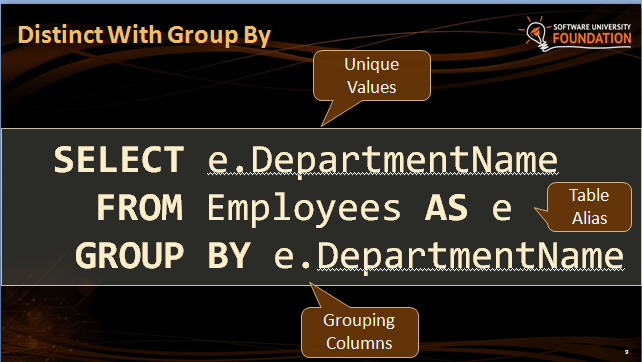 Distinct With Group By
SOFTWARE UNIVERSITY
FOUNDATION
Unique
Values
SELECT e.DepartmentName
FROM Employees AS e
Table
Alias
GROUP BY e.DepartmentName
Grouping
Columns